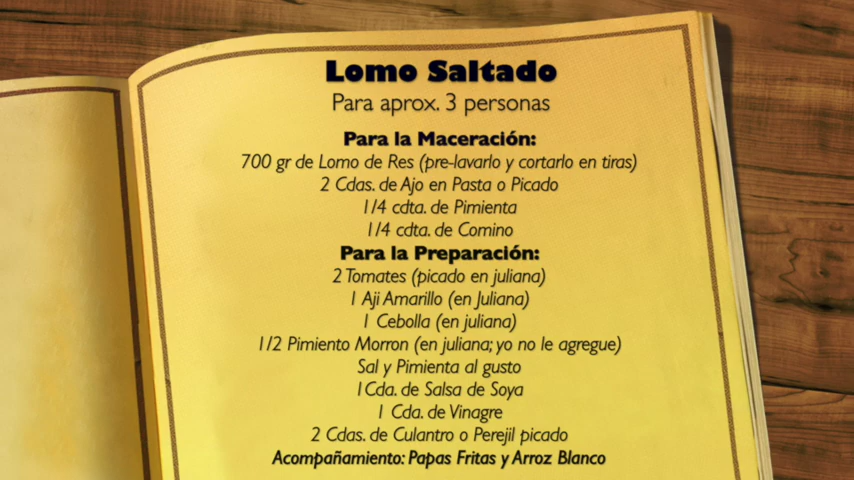 Lomo Saltado
Para aprox. 3 personas
Para la Maceración:
700 gr de Lomo de Res (pre-lavarlo y cortarlo en tiras)
2 Cdas. de Ajo en Pasta o Picado
1/4 cdta. de Pimienta
1/4 cdta. de Comino
Para la Preparación:
2 Tomates (picado en juliana)
1 Aji Amarillo (en Juliana)
1 Cebolla (en juliana)
1/2 Pimiento Morron (en juliana; yo no le agregue)
Sal y Pimienta al gusto
1Cda. de Salsa de Soya
1 Cda. de Vinagre
2 Cdas. de Culantro o Perejil picado
Acompañamiento: Papas Fritas y Arroz Blanco